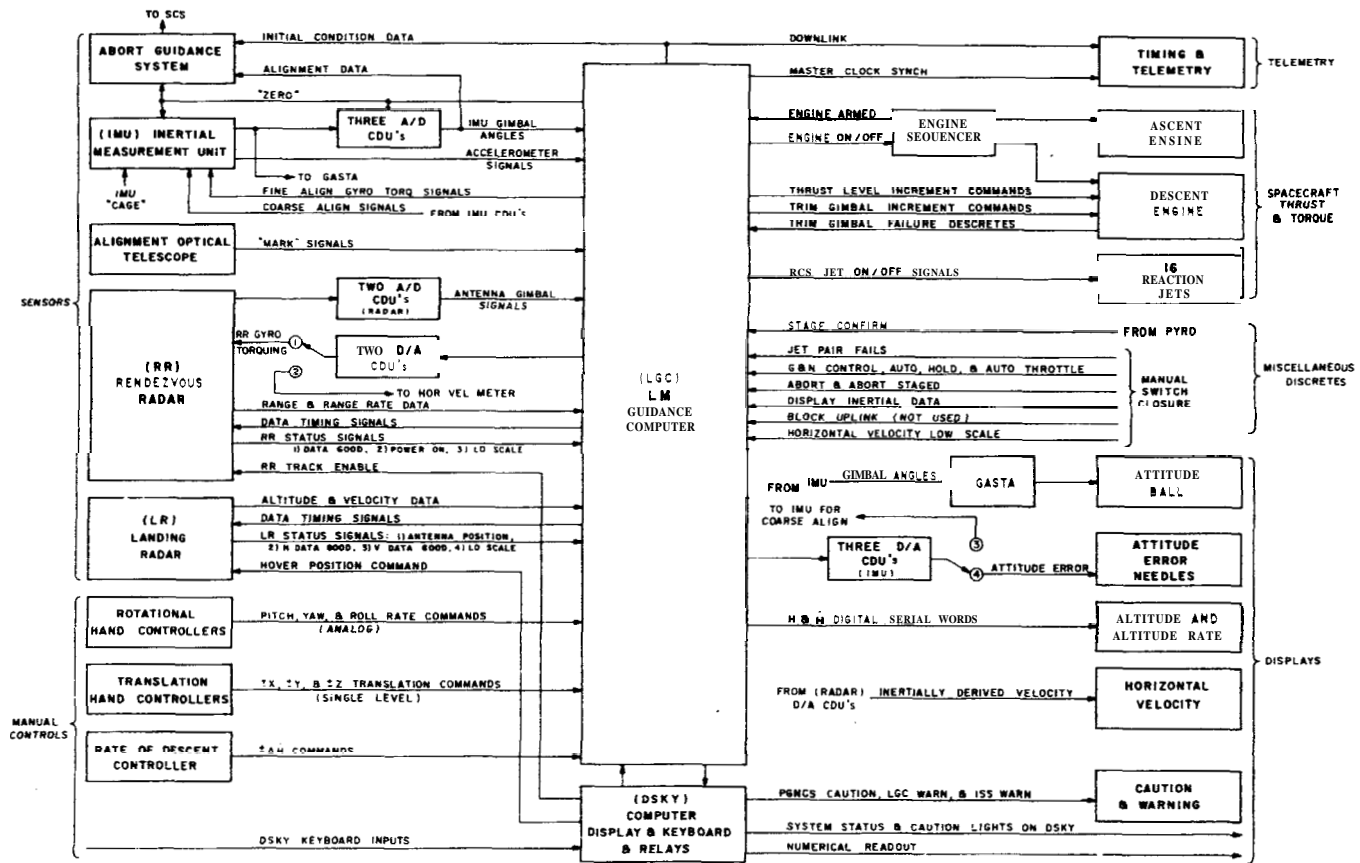 TO SCS
ABORT GUIDANCE
SYSTEM
INITIAL CONDITION DATA
ALIGNMENT DATA
"ZERO"
(IMU) INERTIAL
MEASUREMENT UNIT
THREE A/D
CDU's
IMU GIMBAL
ANGLES
ACCELEROMETER
SIGNALS
TO GASTA
IMU
"CAGE"
FINE ALIGN GYRO TORQ SIGNALS
COARSE ALIGN SIGNALS
FROM IMU CDU's
ALIGNMENT OPTICAL
TELESCOPE
"MARK" SIGNALS
SENSORS
TWO A/D
CDU's
(RADAR)
ANTENNA GIMBAL
SIGNALS
RR GYRO
TORQUING
1
2
TWO D/A
CDU's
TO HOR VEL METER
(RR)
RENDEZVOUS
RADAR
RANGE & RANGE RATE DATA
DATA TIMING SIGNALS
RR STATUS SIGNALS
1) DATA GOOD, 2) POWER ON, 3) LO SCALE
RR TRACK ENABLE
(LR)
LANDING
RADAR
ALTITUDE & VELOCITY DATA
DATA TIMING SIGNALS
LR STATUS SIGNALS: 1) ANTENNA POSITION,
2) H DATA GOOD, 3) V DATA GOOD, 4) LO SCALE
HOVER POSITION COMMAND
MANUAL
CONTROLS
ROTATIONAL
HAND CONTROLLERS
PITCH, YAW, & ROLL RATE COMMANDS
(ANALOG)
TRANSLATION
HAND CONTROLLERS
±X, ±Y, & ±Z TRANSLATION COMMANDS
(SINGLE LEVEL)
RATE OF DESCENT
CONTROLLER
±ΔḢ COMMANDS
DSKY KEYBOARD INPUTS
(LGC)
LM
GUIDANCE
COMPUTER
(DSKY)
COMPUTER
DISPLAY & KEYBOARD
& RELAYS
DOWNLINK
MASTER CLOCK SYNCH
TIMING &
TELEMETRY
TELEMETRY
ENGINE ARMED
ENGINE ON/OFF
ENGINE
SEQUENCER
ASCENT
ENSINE
THRUST LEVEL INCREMENT COMMANDS
TRIM GIMBAL INCREMENT COMMANDS
TRIM GIMBAL FAILURE DESCRETES
DESCENT
ENGINE
SPACECRAFT
THRUST
& TORQUE
RCS JET ON/OFF SIGNALS
16
REACTION
JETS
STAGE CONFIRM
FROM PYRD
JET PAIR FAILS
G&N CONTROL, AUTO, HOLD, & AUTO THROTTLE
ABORT & ABORT STAGED
DISPLAY INERTIAL DATA
BLOCK UPLINK (NOT USED)
HORIZONTAL VELOCITY LOW SCALE
MANUAL
SWITCH
CLOSURE
MISCELLANEOUS
DISCRETES
FROM IMU
GIMBAL ANGLES
GASTA
ATTITUDE
BALL
TO IMU FOR
COARSE ALIGN
3
4
THREE D/A
CDU's
(IMU)
ATTITUDE ERROR
ATTITUDE
ERROR
NEEDLES
H & Ḣ DIGITAL SERIAL WORDS
ALTITUDE AND
ALTITUDE RATE
DISPLAYS
FROM (RADAR)
D/A CDU's
INERTIALLY DERIVED VELOCITY
HORIZONTAL
VELOCITY
PGNCS CAUTION, LGC WARN, & ISS WARN
CAUTION
& WARNING
SYSTEM STATUS & CAUTION LIGHTS ON DSKY
NUMERICAL READOUT